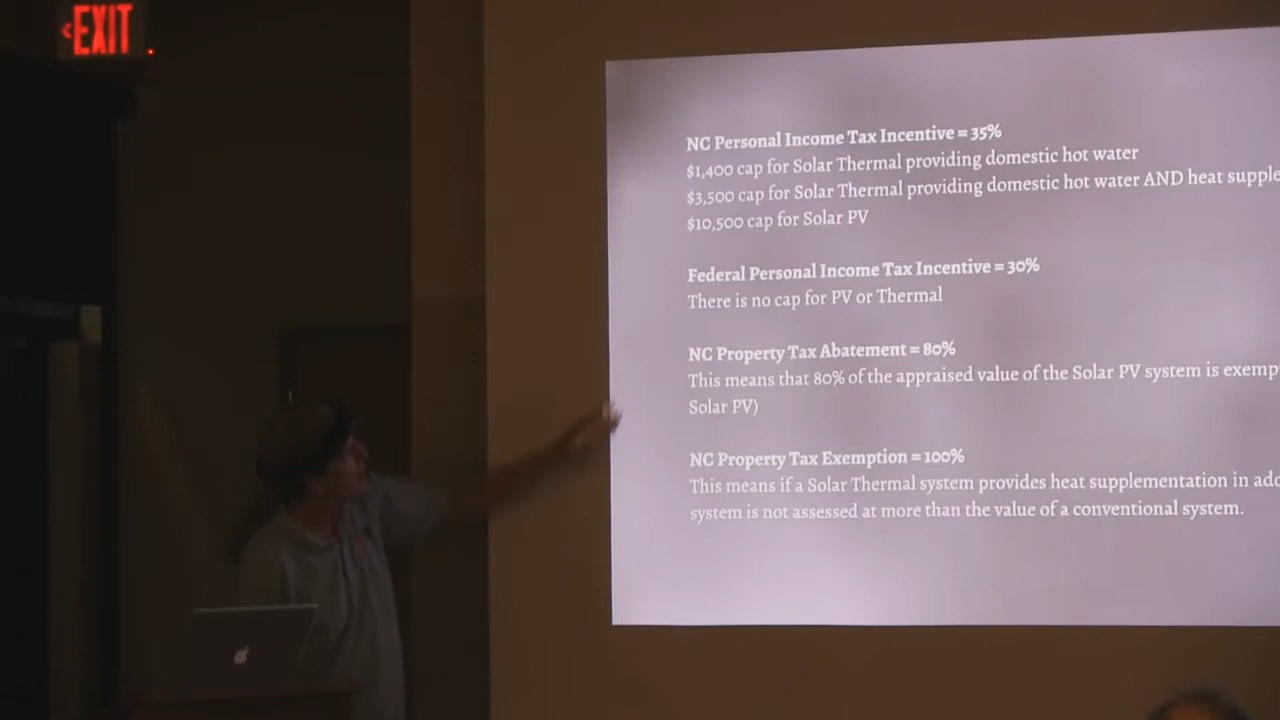 EXIT
NC Personal Income Tax Incentive = 35%
$1,400 cap for Solar Thermal providing domestic hot water
$3,500 cap for Solar Thermal providing domestic hot water AND heat supple
$10,500 cap for Solar PV
Federal Personal Income Tax Incentive = 30%
There is no cap for PV or Thermal
NC Property Tax Abatement = 80%
This means that 80% of the appraised value of the Solar PV system is exemp
Solar PV)
NC Property Tax Exemption = 100%
This means if a Solar Thermal system provides heat supplementation in add
system is not assessed at more than the value of a conventional system.